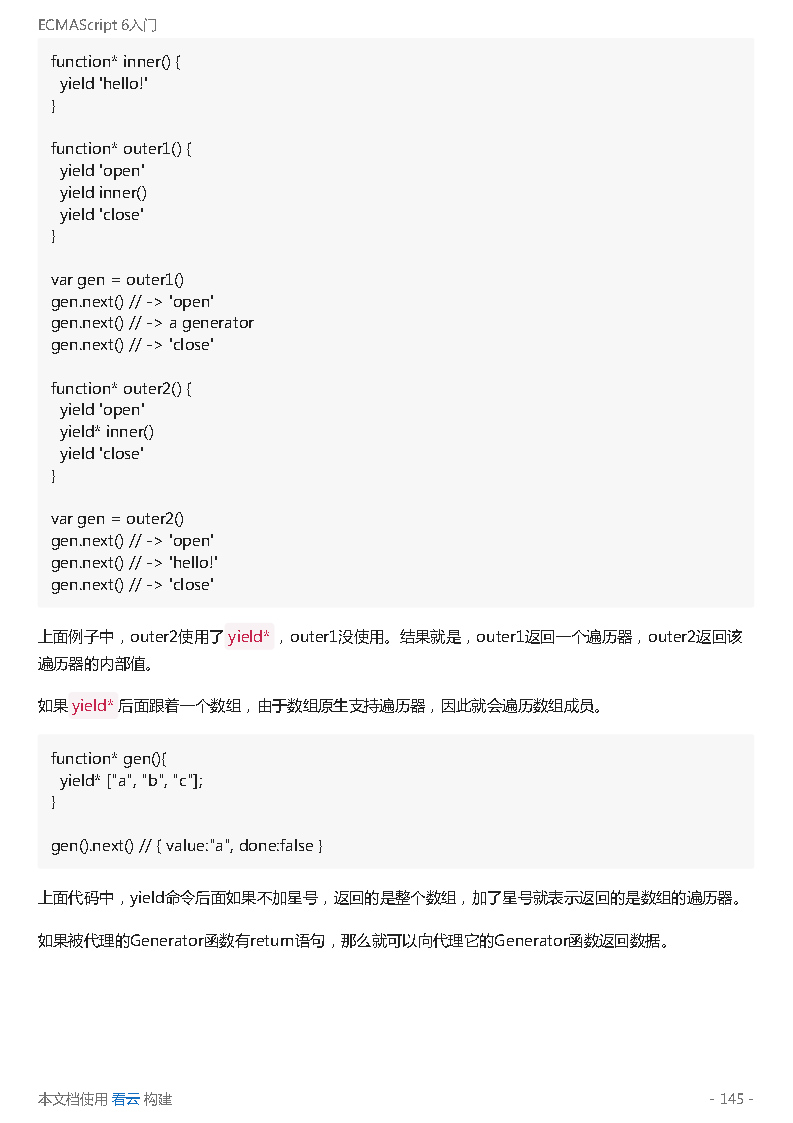 ECMAScript 6入门
function* inner() {
  yield 'hello!'
}

function* outer1() {
  yield 'open'
  yield inner()
  yield 'close'
}

var gen = outer1()
gen.next() // -> 'open'
gen.next() // -> a generator
gen.next() // -> 'close'

function* outer2() {
  yield 'open'
  yield* inner()
  yield 'close'
}

var gen = outer2()
gen.next() // -> 'open'
gen.next() // -> 'hello!'
gen.next() // -> 'close'

上面例子中，outer2使用了 yield* ，outer1没使用。结果就是，outer1返回一个遍历器，outer2返回该
遍历器的内部值。
如果 yield* 后面跟着一个数组，由于数组原生支持遍历器，因此就会遍历数组成员。

function* gen(){
  yield* ["a", "b", "c"];
}

gen().next() // { value:"a", done:false }

上面代码中，yield命令后面如果不加星号，返回的是整个数组，加了星号就表示返回的是数组的遍历器。
如果被代理的Generator函数有return语句，那么就可以向代理它的Generator函数返回数据。
本文档使用 看云 构建
- 145 -